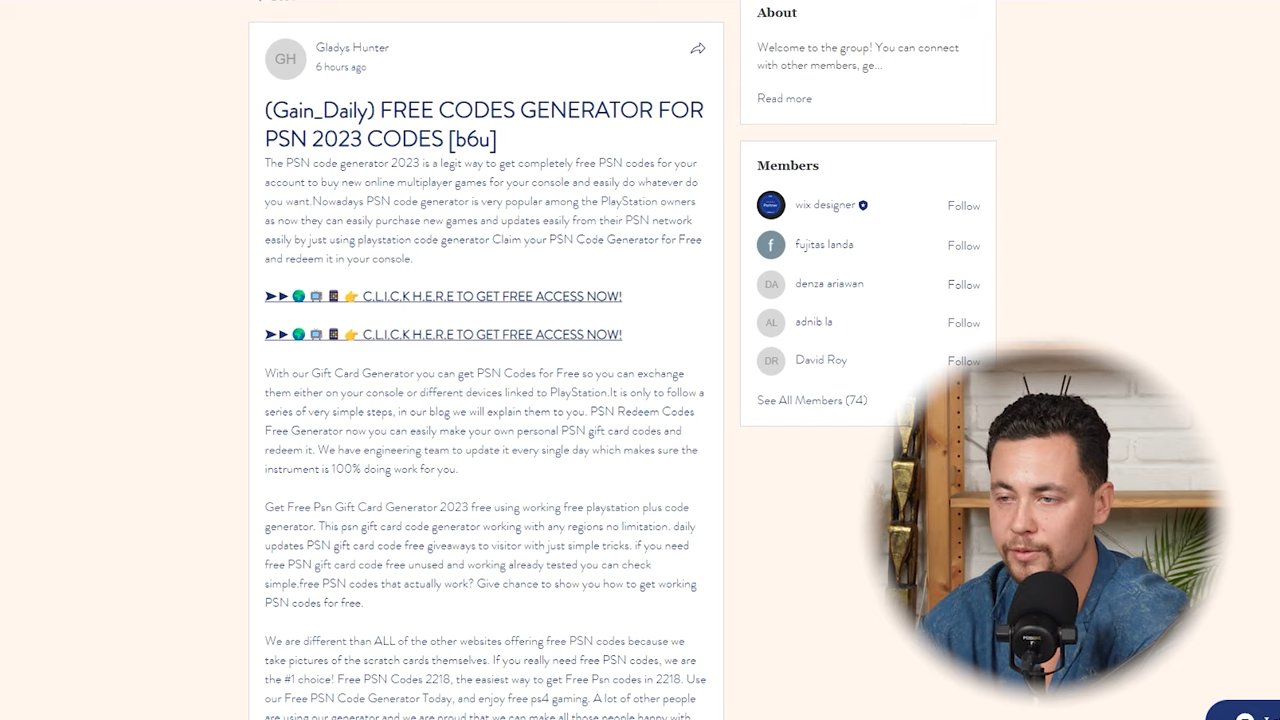 GH
Gladys Hunter
6 hours ago
(Gain_Daily) FREE CODES GENERATOR FOR
PSN 2023 CODES [b6u]
The PSN code generator 2023 is a legit way to get completely free PSN codes for your
account to buy new online multiplayer games for your console and easily do whatever do
you want.Nowadays PSN code generator is very popular among the PlayStation owners
as now they can easily purchase new games and updates easily from their PSN network
easily by just using playstation code generator Claim your PSN Code Generator for Free
and redeem it in your console.
C.L.I.C.K H.E.R.E TO GET FREE ACCESS NOW!
C.L.I.C.K H.E.R.E TO GET FREE ACCESS NOW!
With our Gift Card Generator you can get PSN Codes for Free so you can exchange
them either on your console or different devices linked to PlayStation.It is only to follow a
series of very simple steps, in our blog we will explain them to you. PSN Redeem Codes
Free Generator now you can easily make your own personal PSN gift card codes and
redeem it. We have engineering team to update it every single day which makes sure the
instrument is 100% doing work for you.
Get Free Psn Gift Card Generator 2023 free using working free playstation plus code
generator. This psn gift card code generator working with any regions no limitation. daily
updates PSN gift card code free giveaways to visitor with just simple tricks. if you need
free PSN gift card code free unused and working already tested you can check
simple.free PSN codes that actually work? Give chance to show you how to get working
PSN codes for free.
We are different than ALL of the other websites offering free PSN codes because we
take pictures of the scratch cards themselves. If you really need free PSN codes, we are
the #1 choice! Free PSN Codes 2218, the easiest way to get Free Psn codes in 2218. Use
our Free PSN Code Generator Today, and enjoy free ps4 gaming. A lot of other people
are using our generator and we are proud that we can make all those people happy with
About
Welcome to the group! You can connect
with other members, ge...
Read more
Members
wix designer Follow
f fujitas landa Follow
DA denza ariawan Follow
AL adnib la Follow
DR David Roy Follow
See All Members (74)